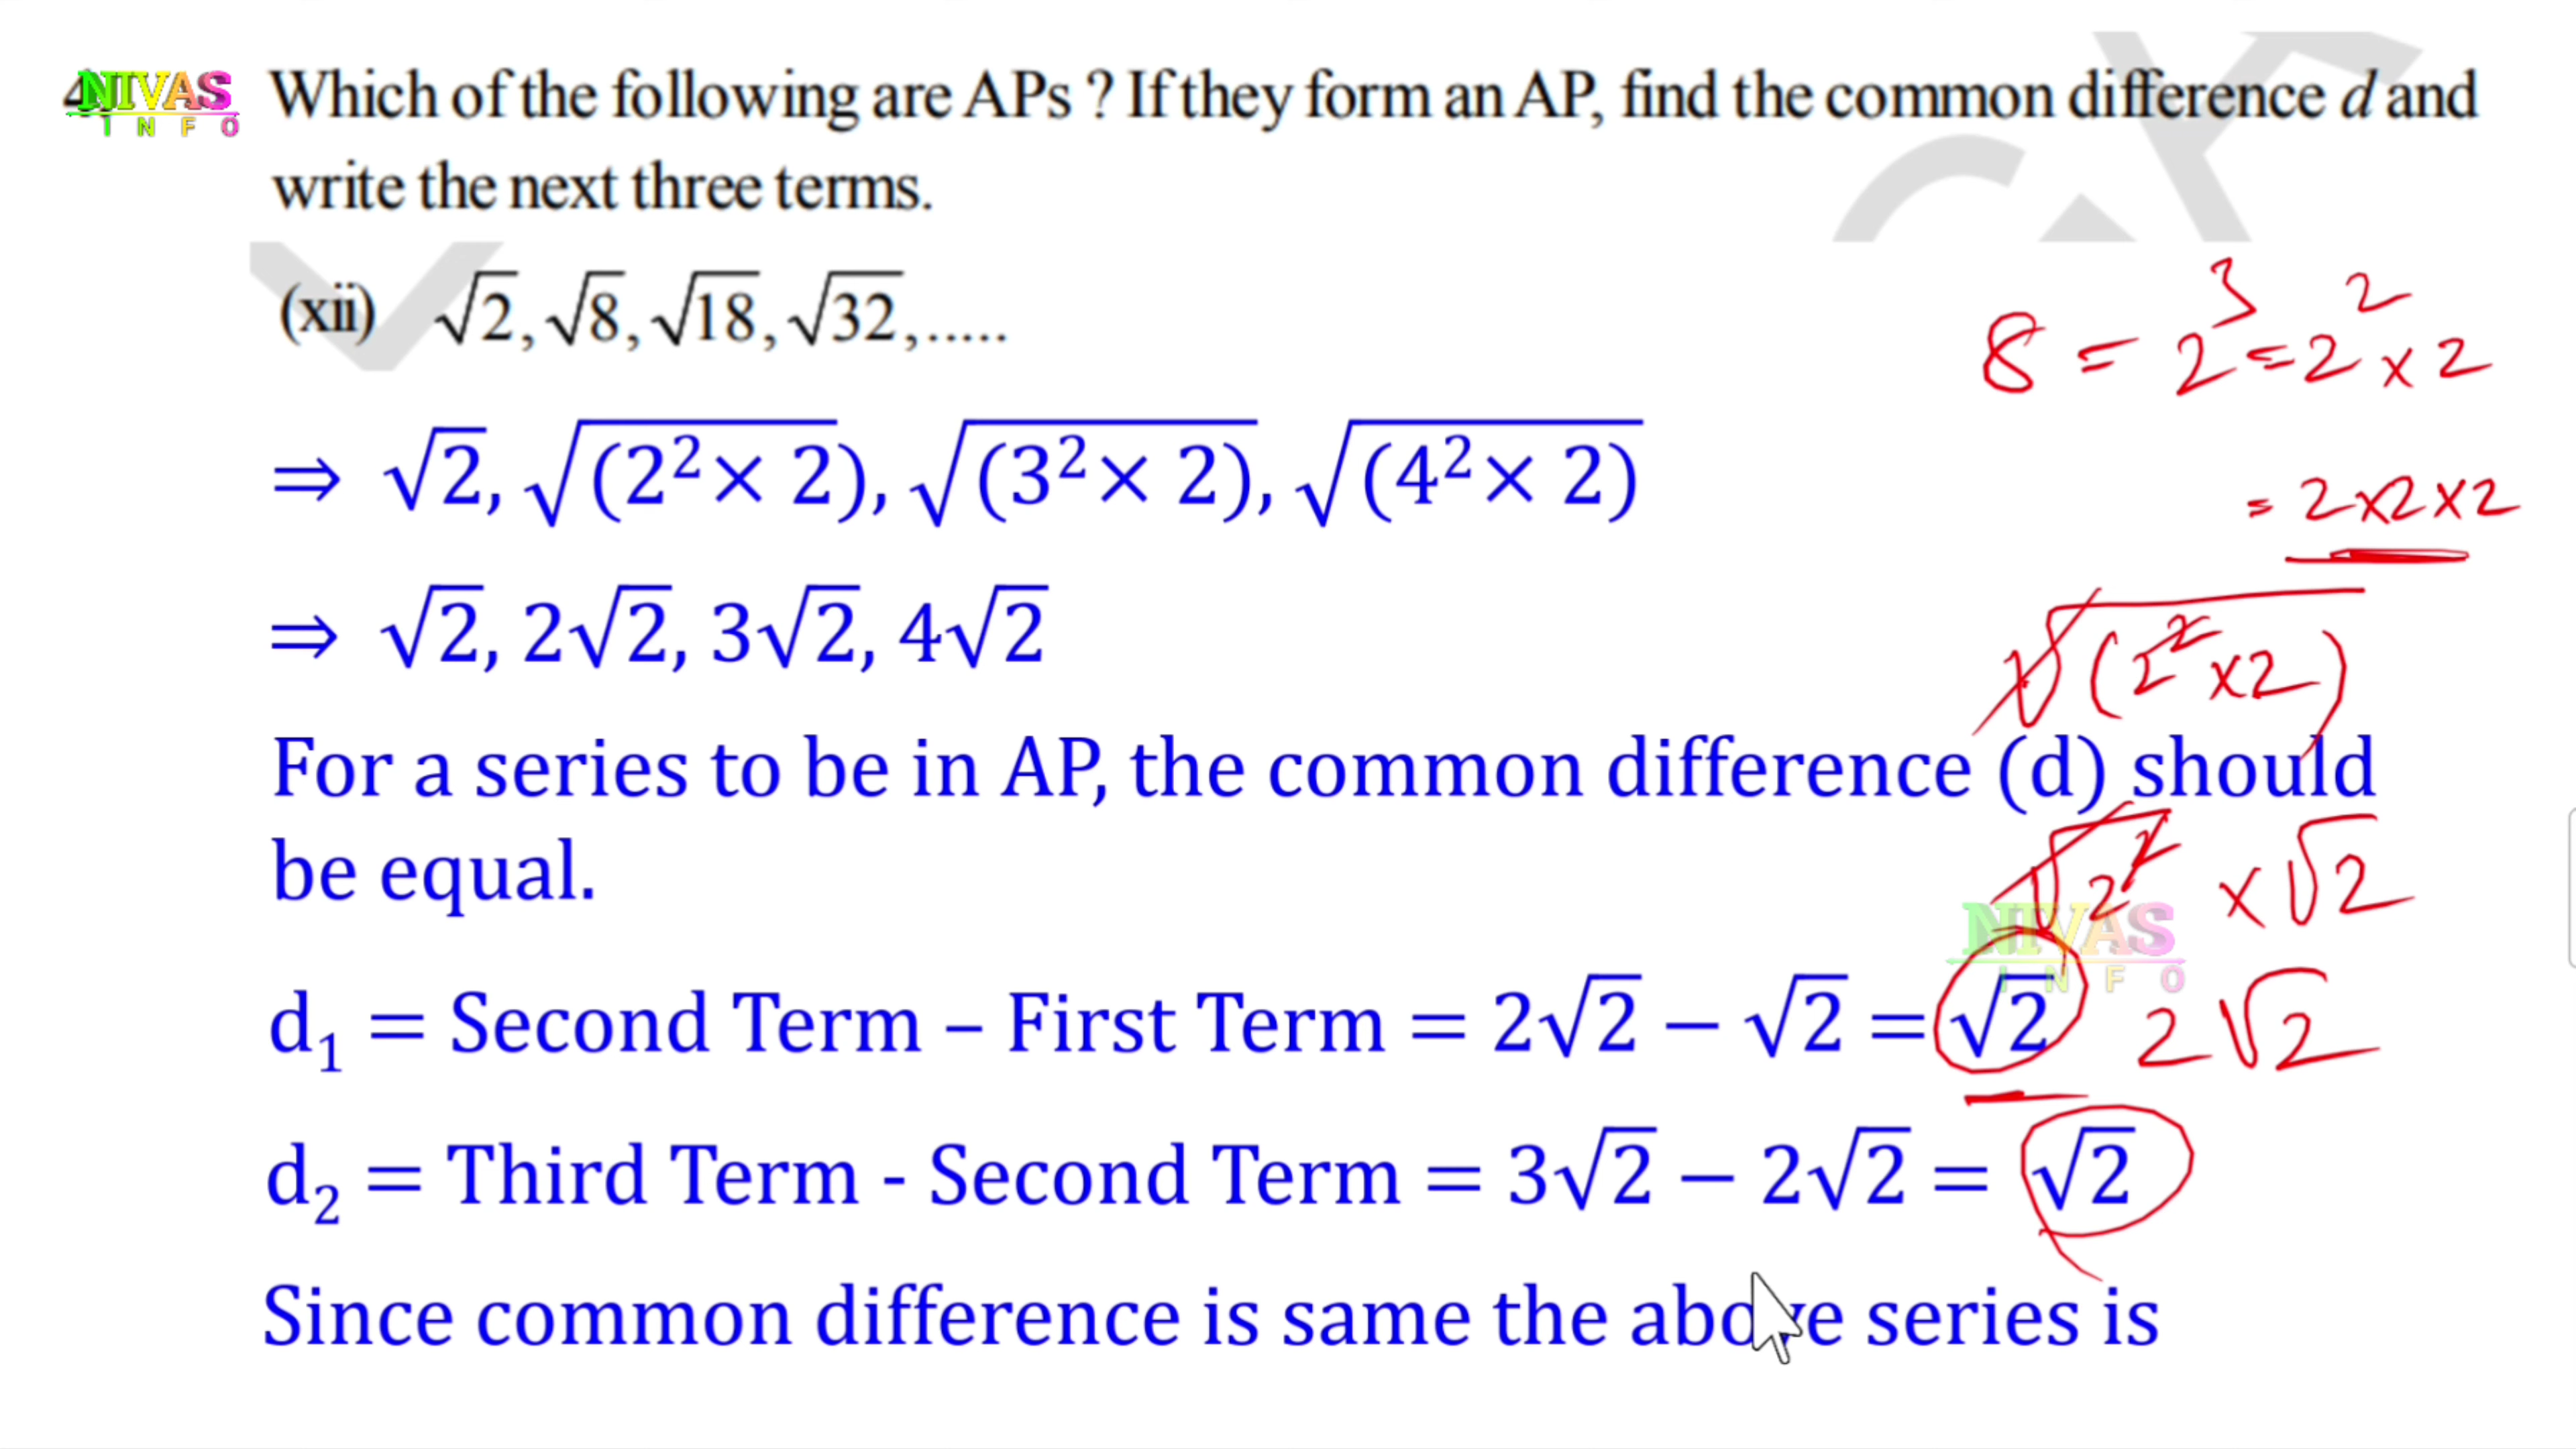 NIVAS
INFO
Which of the following are APs ? If they form an AP, find the common difference d and
write the next three terms.
(xii) √2, √8, √18, √32, .....
8 = 2³ = 2² × 2
⇒ √2, √(2² × 2), √(3² × 2), √(4² × 2)
= 2×2×2
⇒ √2, 2√2, 3√2, 4√2
√(2² ×2)
For a series to be in AP, the common difference (d) should
be equal.
√2² × √2
NIVAS
INFO
d₁ = Second Term – First Term = 2√2 − √2 = √2
2√2
d₂ = Third Term - Second Term = 3√2 − 2√2 = √2
Since common difference is same the above series is